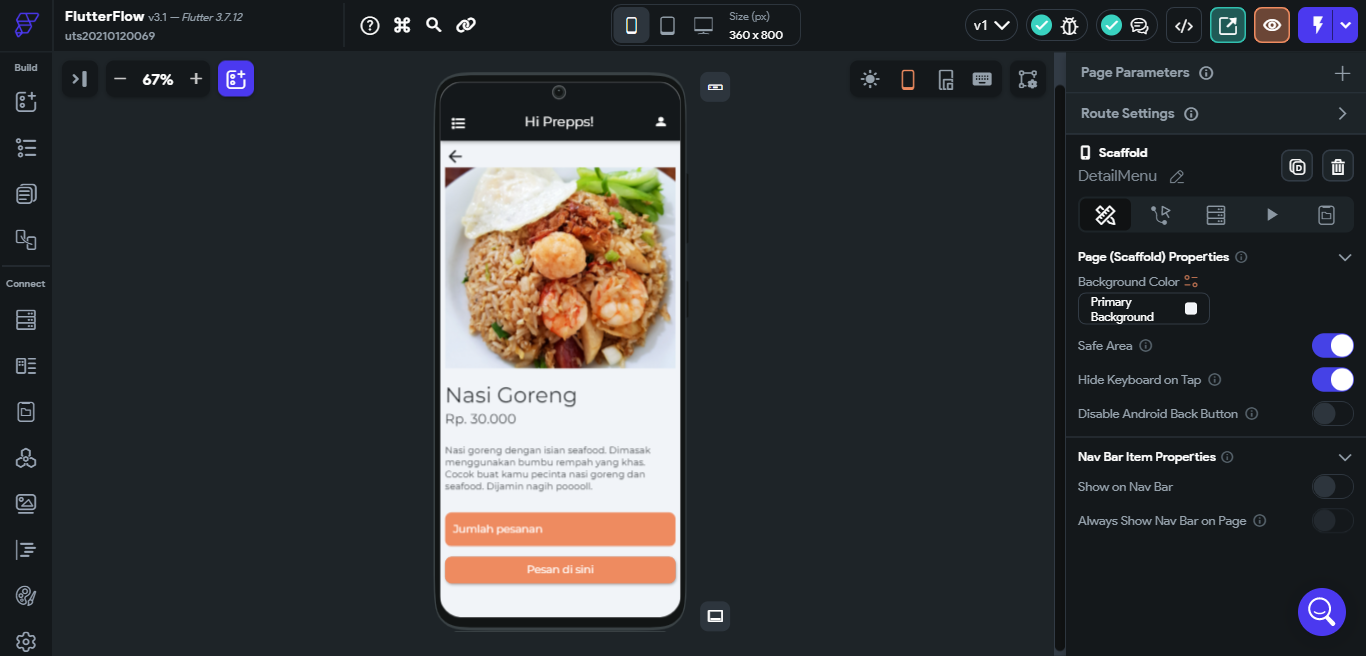 FlutterFlow v3.1 — Flutter 3.7.12
uts20210120069
Size (px)
360 x 800
v1
Build
Connect
67%
Hi Prepps!
Nasi Goreng
Rp. 30.000
Nasi goreng dengan isian seafood. Dimasak
menggunakan bumbu rempah yang khas.
Cocok buat kamu pecinta nasi goreng dan
seafood. Dijamin nagih pooooll.
Jumlah pesanan
Pesan di sini
Page Parameters
Route Settings
Scaffold
DetailMenu
Page (Scaffold) Properties
Background Color
Primary
Background
Safe Area
Hide Keyboard on Tap
Disable Android Back Button
Nav Bar Item Properties
Show on Nav Bar
Always Show Nav Bar on Page